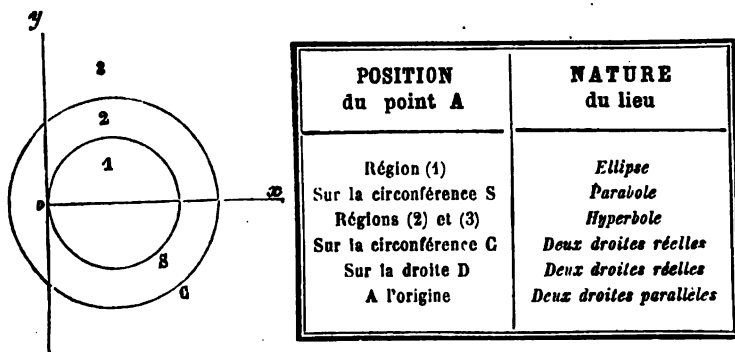 y
3
2
1
x
S
C
POSITION
du point A
NATURE
du lieu
Région (1)
Ellipse
Sur la circonférence S
Parabole
Régions (2) et (3)
Hyperbole
Sur la circonférence C
Deux droites réelles
Sur la droite D
Deux droites réelles
A l'origine
Deux droites parallèles